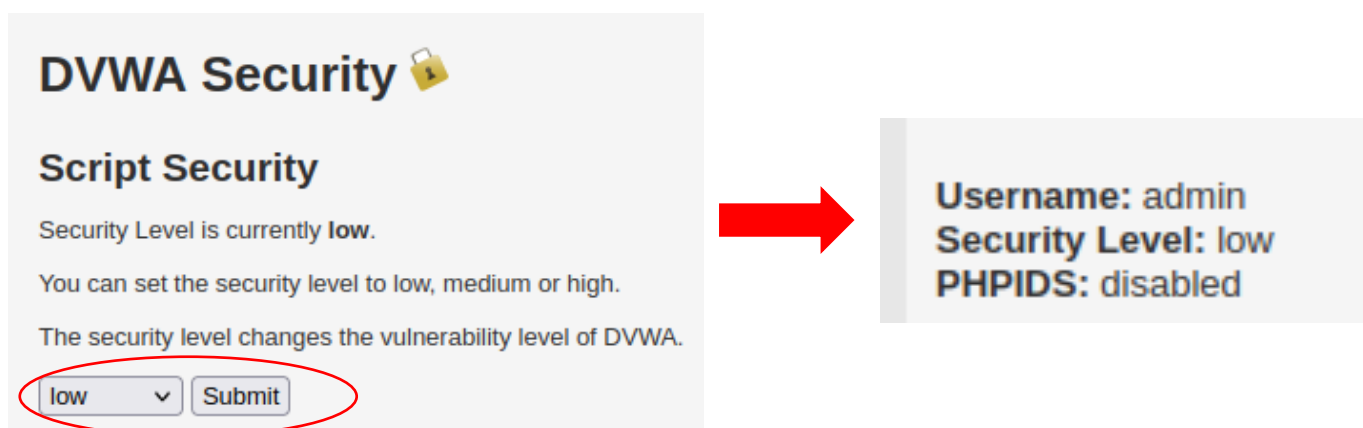 DVWA Security
Script Security
Security Level is currently low.
You can set the security level to low, medium or high.
The security level changes the vulnerability level of DVWA.
low Submit
Username: admin
Security Level: low
PHPIDS: disabled